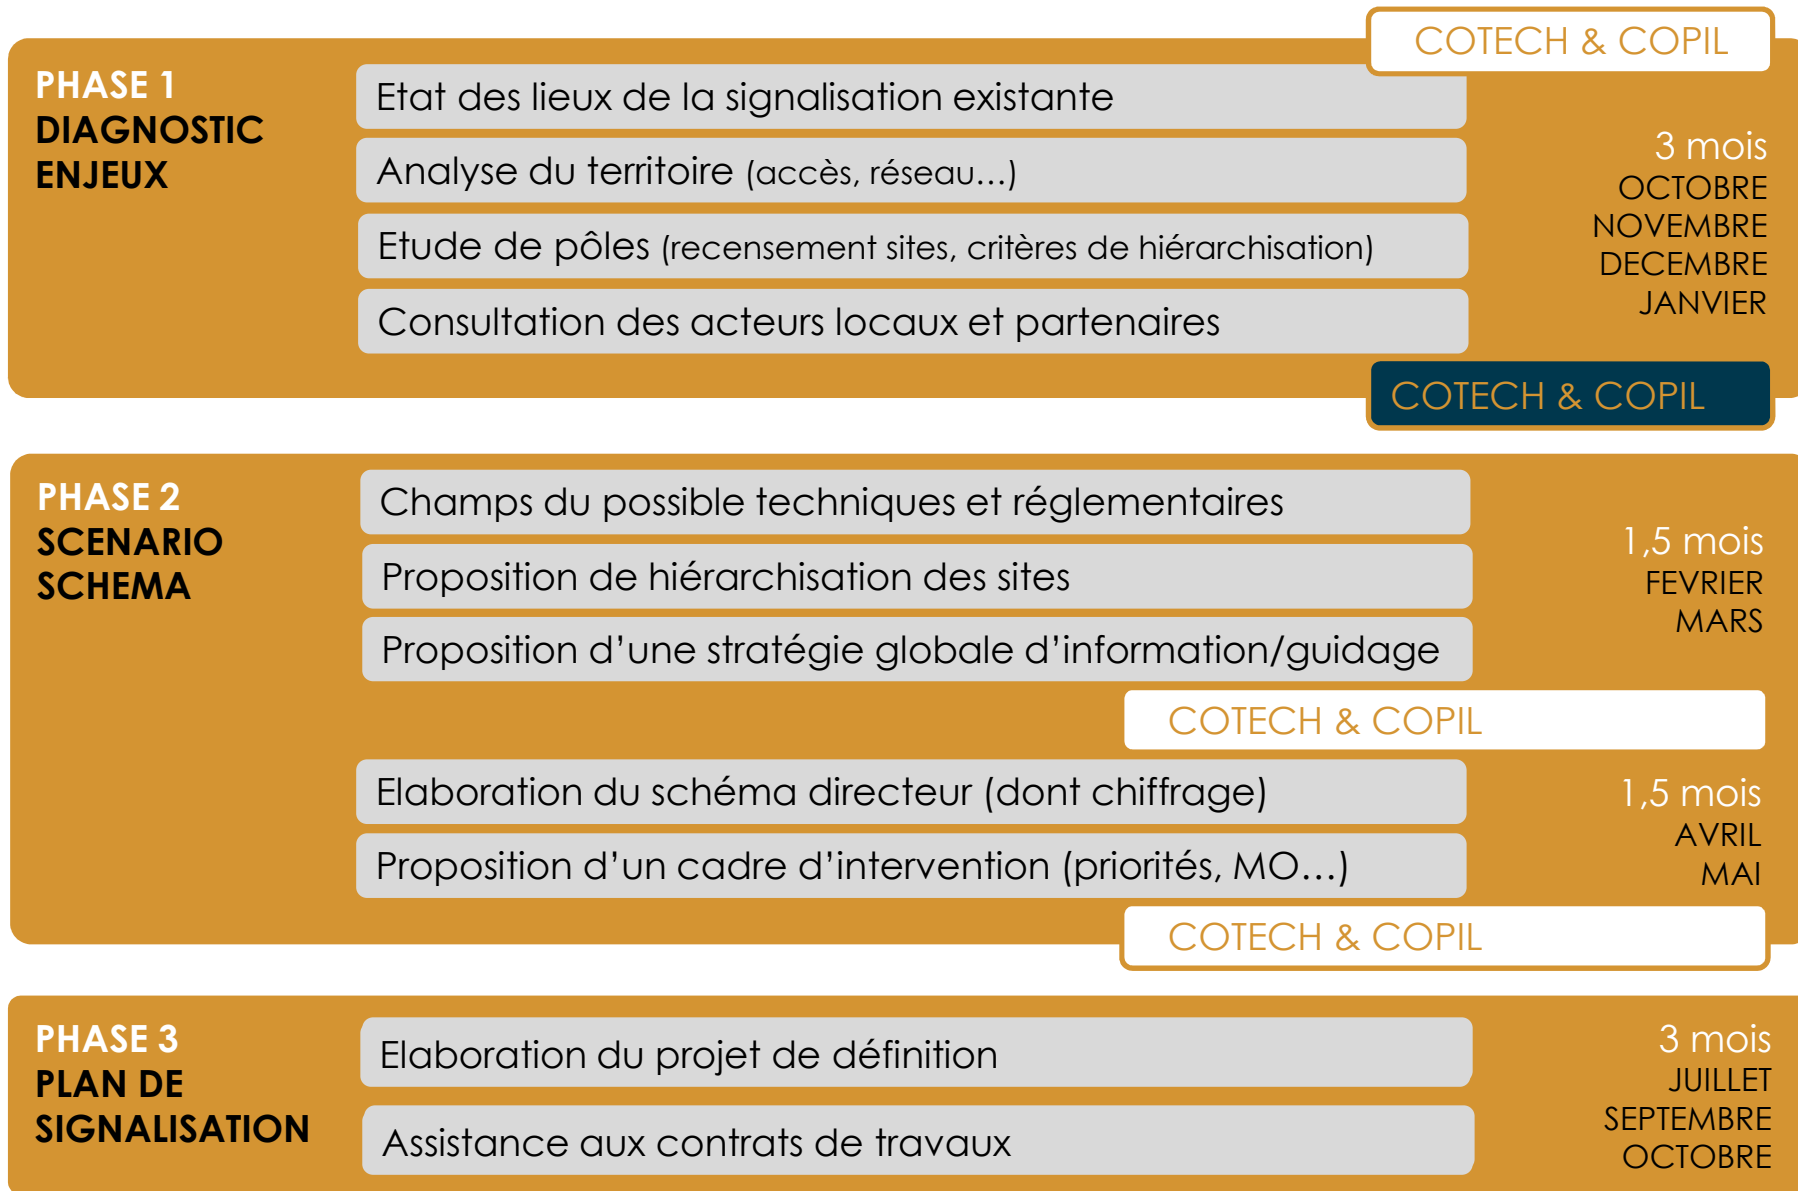 COTECH & COPIL
PHASE 1
DIAGNOSTIC
ENJEUX
Etat des lieux de la signalisation existante
Analyse du territoire (accès, réseau…)
Etude de pôles (recensement sites, critères de hiérarchisation)
Consultation des acteurs locaux et partenaires
3 mois
OCTOBRE
NOVEMBRE
DECEMBRE
JANVIER
COTECH & COPIL
PHASE 2
SCENARIO
SCHEMA
Champs du possible techniques et réglementaires
Proposition de hiérarchisation des sites
Proposition d’une stratégie globale d’information/guidage
1,5 mois
FEVRIER
MARS
COTECH & COPIL
Elaboration du schéma directeur (dont chiffrage)
Proposition d’un cadre d’intervention (priorités, MO…)
1,5 mois
AVRIL
MAI
COTECH & COPIL
PHASE 3
PLAN DE
SIGNALISATION
Elaboration du projet de définition
Assistance aux contrats de travaux
3 mois
JUILLET
SEPTEMBRE
OCTOBRE